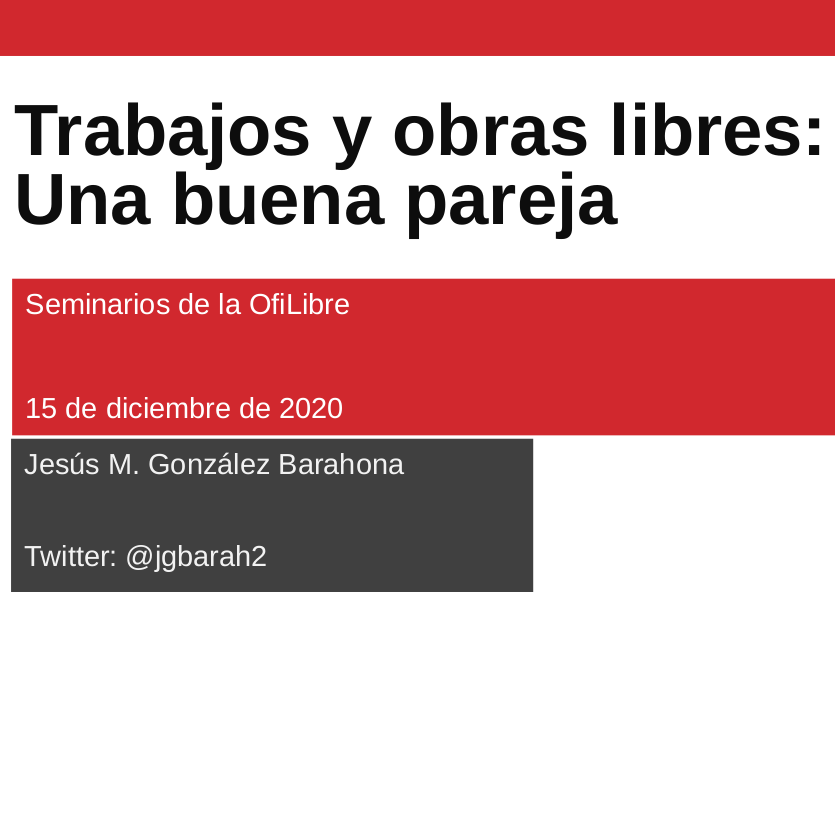 Trabajos y obras libres:
Una buena pareja
Seminarios de la OfiLibre
15 de diciembre de 2020
Jesús M. González Barahona
Twitter: @jgbarah2